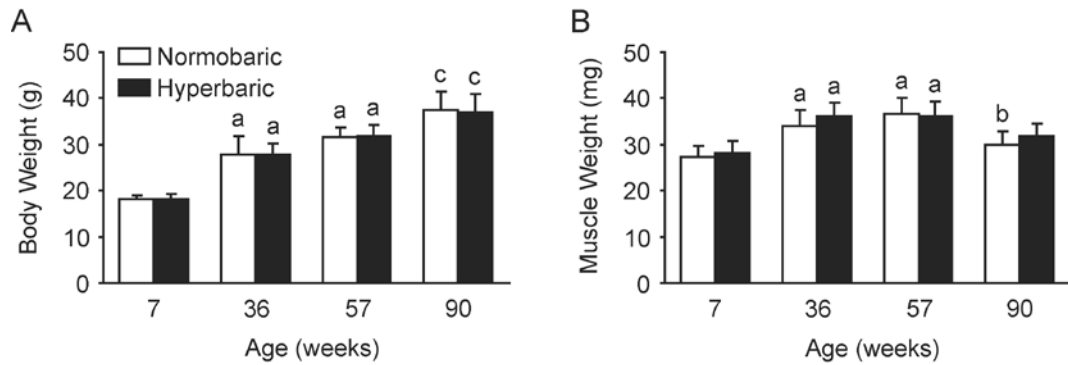 A
Normobaric
Hyperbaric
Body Weight (g)
50
40
30
20
10
0
a
a
a
a
c
c
7
36
57
90
Age (weeks)
B
Muscle Weight (mg)
50
40
30
20
10
0
a
a
a
a
b
7
36
57
90
Age (weeks)